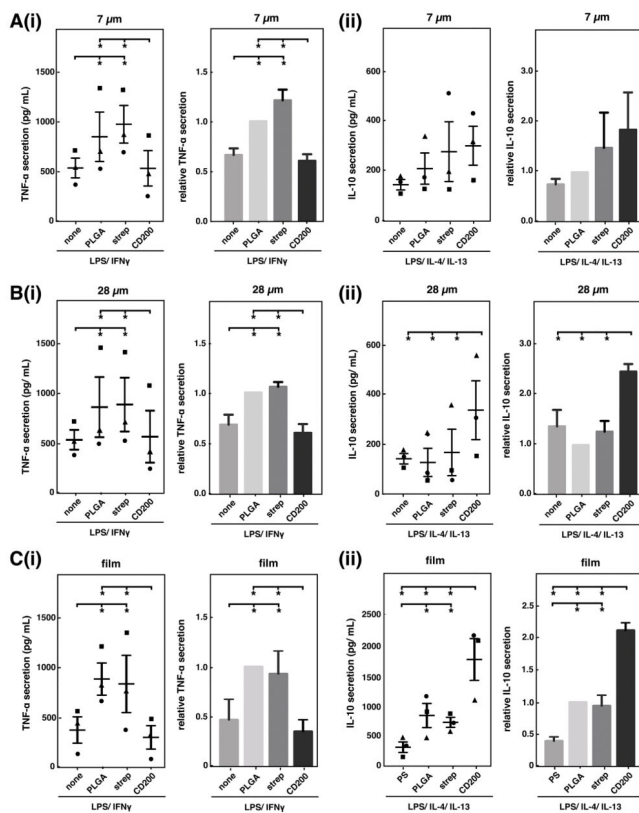 A(i)
7 µm
7 µm
(ii)
7 µm
7 µm
TNF-α secretion (pg/ mL)
1500
1000
500
0
* *
* *
none
PLGA
strep
CD200
LPS/ IFNγ
relative TNF-α secretion
1.5
1.0
0.5
0.0
* *
* *
none
PLGA
strep
CD200
LPS/ IFNγ
IL-10 secretion (pg/ mL)
600
400
200
0
none
PLGA
strep
CD200
LPS/ IL-4/ IL-13
relative IL-10 secretion
3.0
2.0
1.0
0.0
none
PLGA
strep
CD200
LPS/ IL-4/ IL-13
B(i)
28 µm
28 µm
(ii)
28 µm
28 µm
TNF-α secretion (pg/ mL)
1500
1000
500
0
* *
* *
none
PLGA
strep
CD200
LPS/ IFNγ
relative TNF-α secretion
1.5
1.0
0.5
0.0
* *
* *
none
PLGA
strep
CD200
LPS/ IFNγ
IL-10 secretion (pg/ mL)
600
400
200
0
* * *
none
PLGA
strep
CD200
LPS/ IL-4/ IL-13
relative IL-10 secretion
3.0
2.0
1.0
0.0
* * *
none
PLGA
strep
CD200
LPS/ IL-4/ IL-13
C(i)
film
film
(ii)
film
film
TNF-α secretion (pg/ mL)
1500
1000
500
0
* *
* *
none
PLGA
strep
CD200
LPS/ IFNγ
relative TNF-α secretion
1.5
1.0
0.5
0.0
* *
* *
none
PLGA
strep
CD200
LPS/ IFNγ
IL-10 secretion (pg/ mL)
2500
2000
1500
1000
500
0
* * *
* *
PS
PLGA
strep
CD200
LPS/ IL-4/ IL-13
relative IL-10 secretion
2.5
2.0
1.5
1.0
0.5
0.0
* * *
* *
PS
PLGA
strep
CD200
LPS/ IL-4/ IL-13